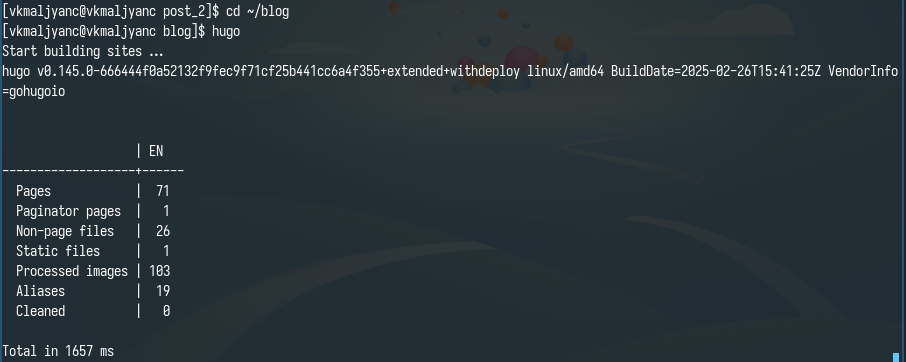 [vkmaljyanc@vkmaljyanc post_2]$ cd ~/blog
[vkmaljyanc@vkmaljyanc blog]$ hugo
Start building sites …
hugo v0.145.0-666444f0a52132f9fec9f71cf25b441cc6a4f355+extended+withdeploy linux/amd64 BuildDate=2025-02-26T15:41:25Z VendorInfo
=gohugoio
                   | EN
-------------------+------
  Pages            |  71
  Paginator pages  |   1
  Non-page files   |  26
  Static files     |   1
  Processed images | 103
  Aliases          |  19
  Cleaned          |   0
Total in 1657 ms